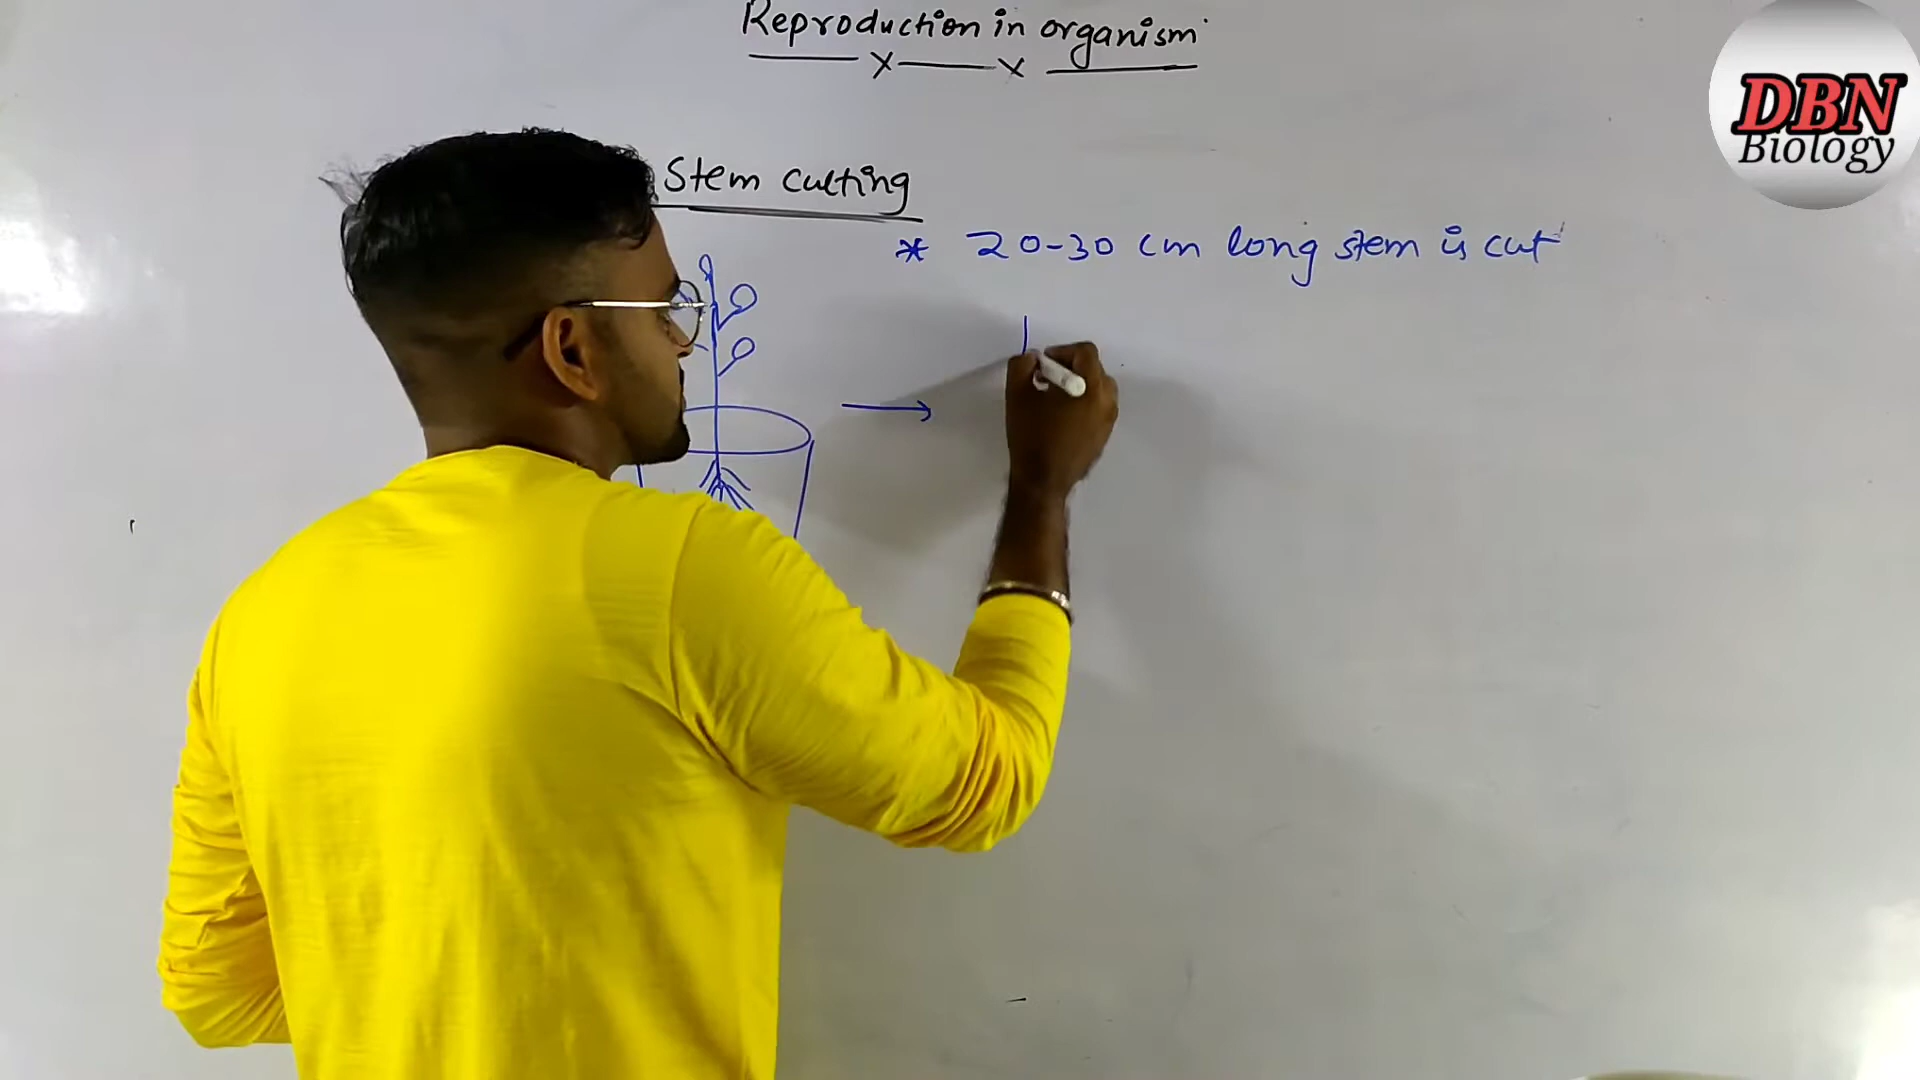 Reproduction in organism
Stem cutting
* 20-30 cm long stem is cut
DBN
Biology